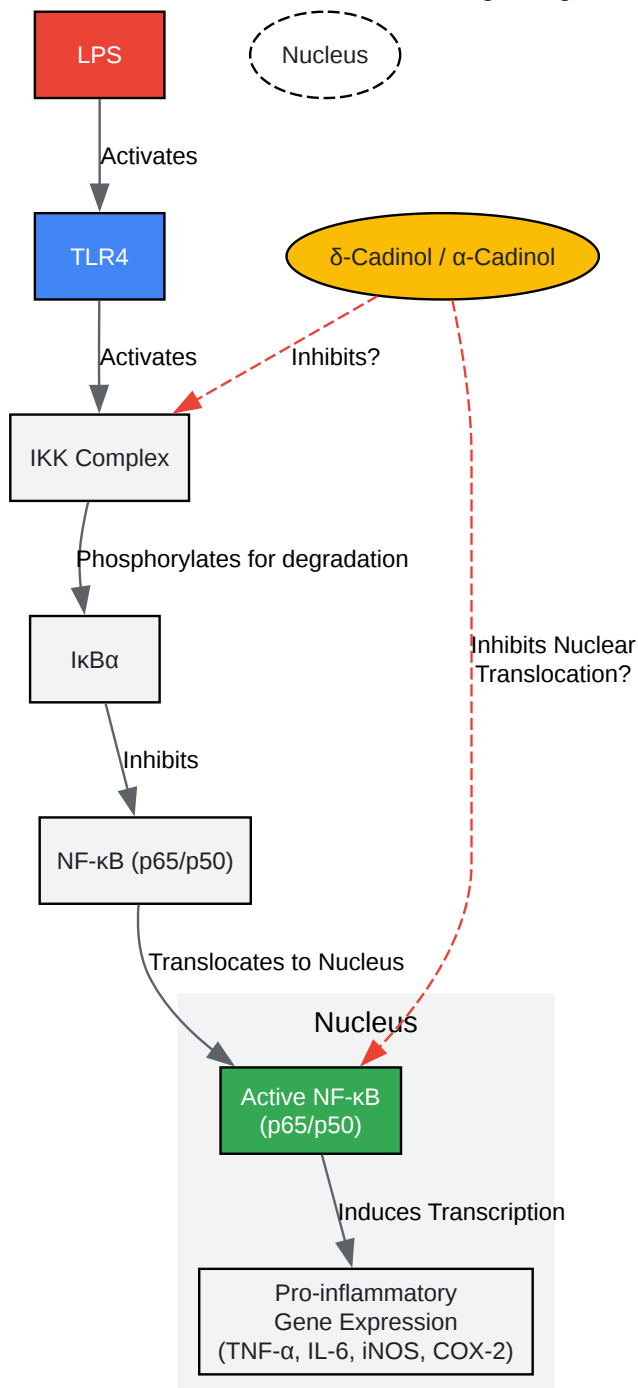 LPS
Nucleus
Activates
TLR4
δ-Cadinol / α-Cadinol
Activates
Inhibits?
IKK Complex
Phosphorylates for degradation
IκBα
Inhibits Nuclear
Translocation?
Inhibits
NF-κB (p65/p50)
Translocates to Nucleus
Nucleus
Active NF-κB
(p65/p50)
Induces Transcription
Pro-inflammatory
Gene Expression
(TNF-α, IL-6, iNOS, COX-2)